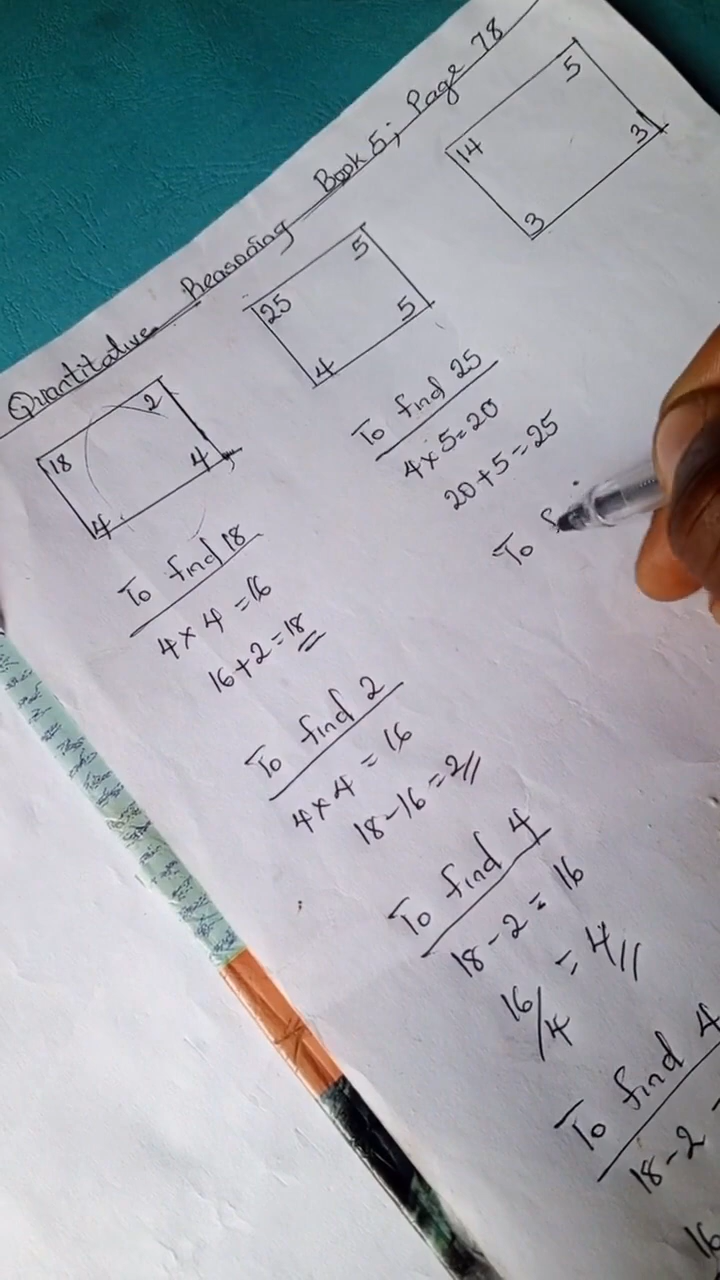 Quantitative Reasoning Book 5; Page 78
18 2
4 4
To find 18
4 × 4 = 16
16 + 2 = 18
To find 2
4 × 4 = 16
18 - 16 = 2
To find 4
18 - 2 = 16
16/4 = 4
To find 4
18 - 2
16
25 5
4 5
To find 25
4 × 5 = 20
20 + 5 = 25
To f
14 5
3 3